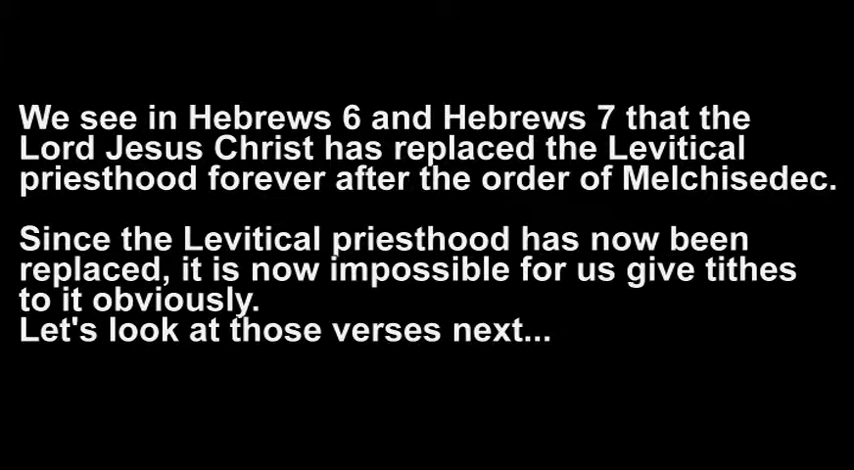 We see in Hebrews 6 and Hebrews 7 that the
Lord Jesus Christ has replaced the Levitical
priesthood forever after the order of Melchisedec.
Since the Levitical priesthood has now been
replaced, it is now impossible for us give tithes
to it obviously.
Let's look at those verses next...